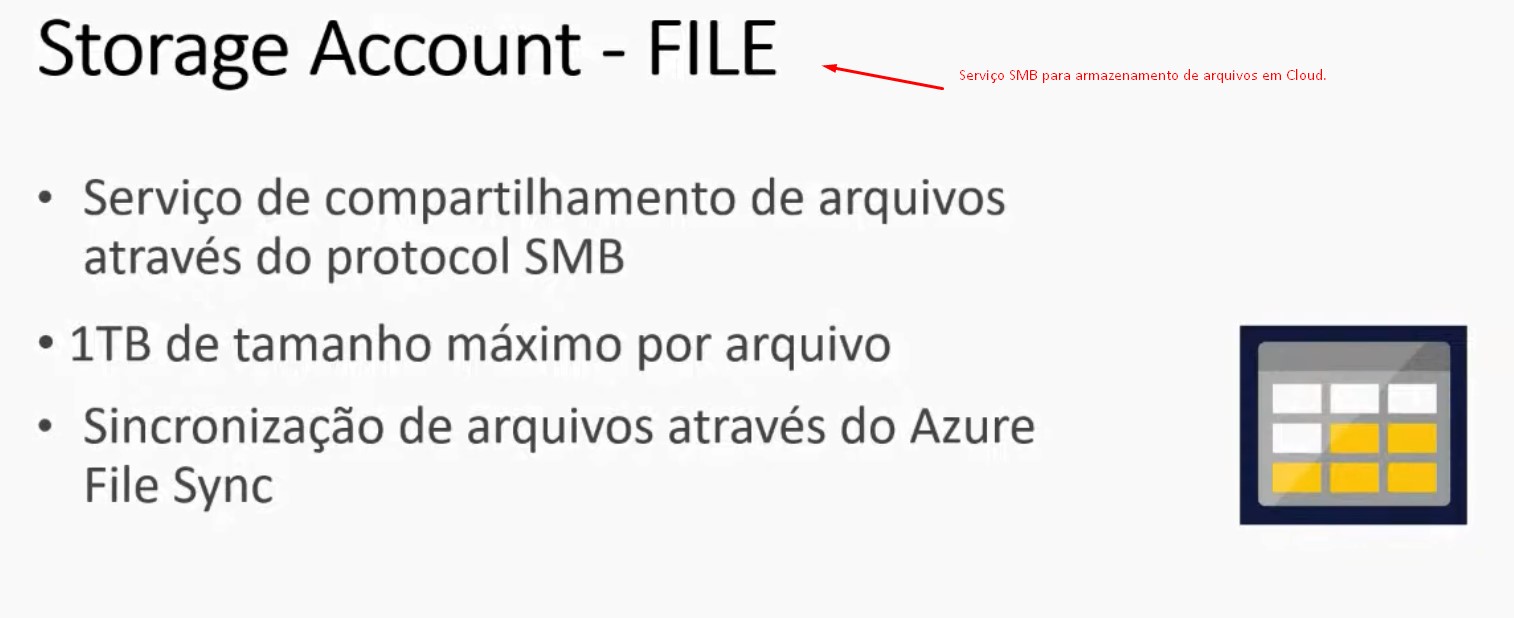 Storage Account - FILE
Serviço SMB para armazenamento de arquivos em Cloud.
• Serviço de compartilhamento de arquivos
através do protocol SMB
• 1TB de tamanho máximo por arquivo
• Sincronização de arquivos através do Azure
File Sync